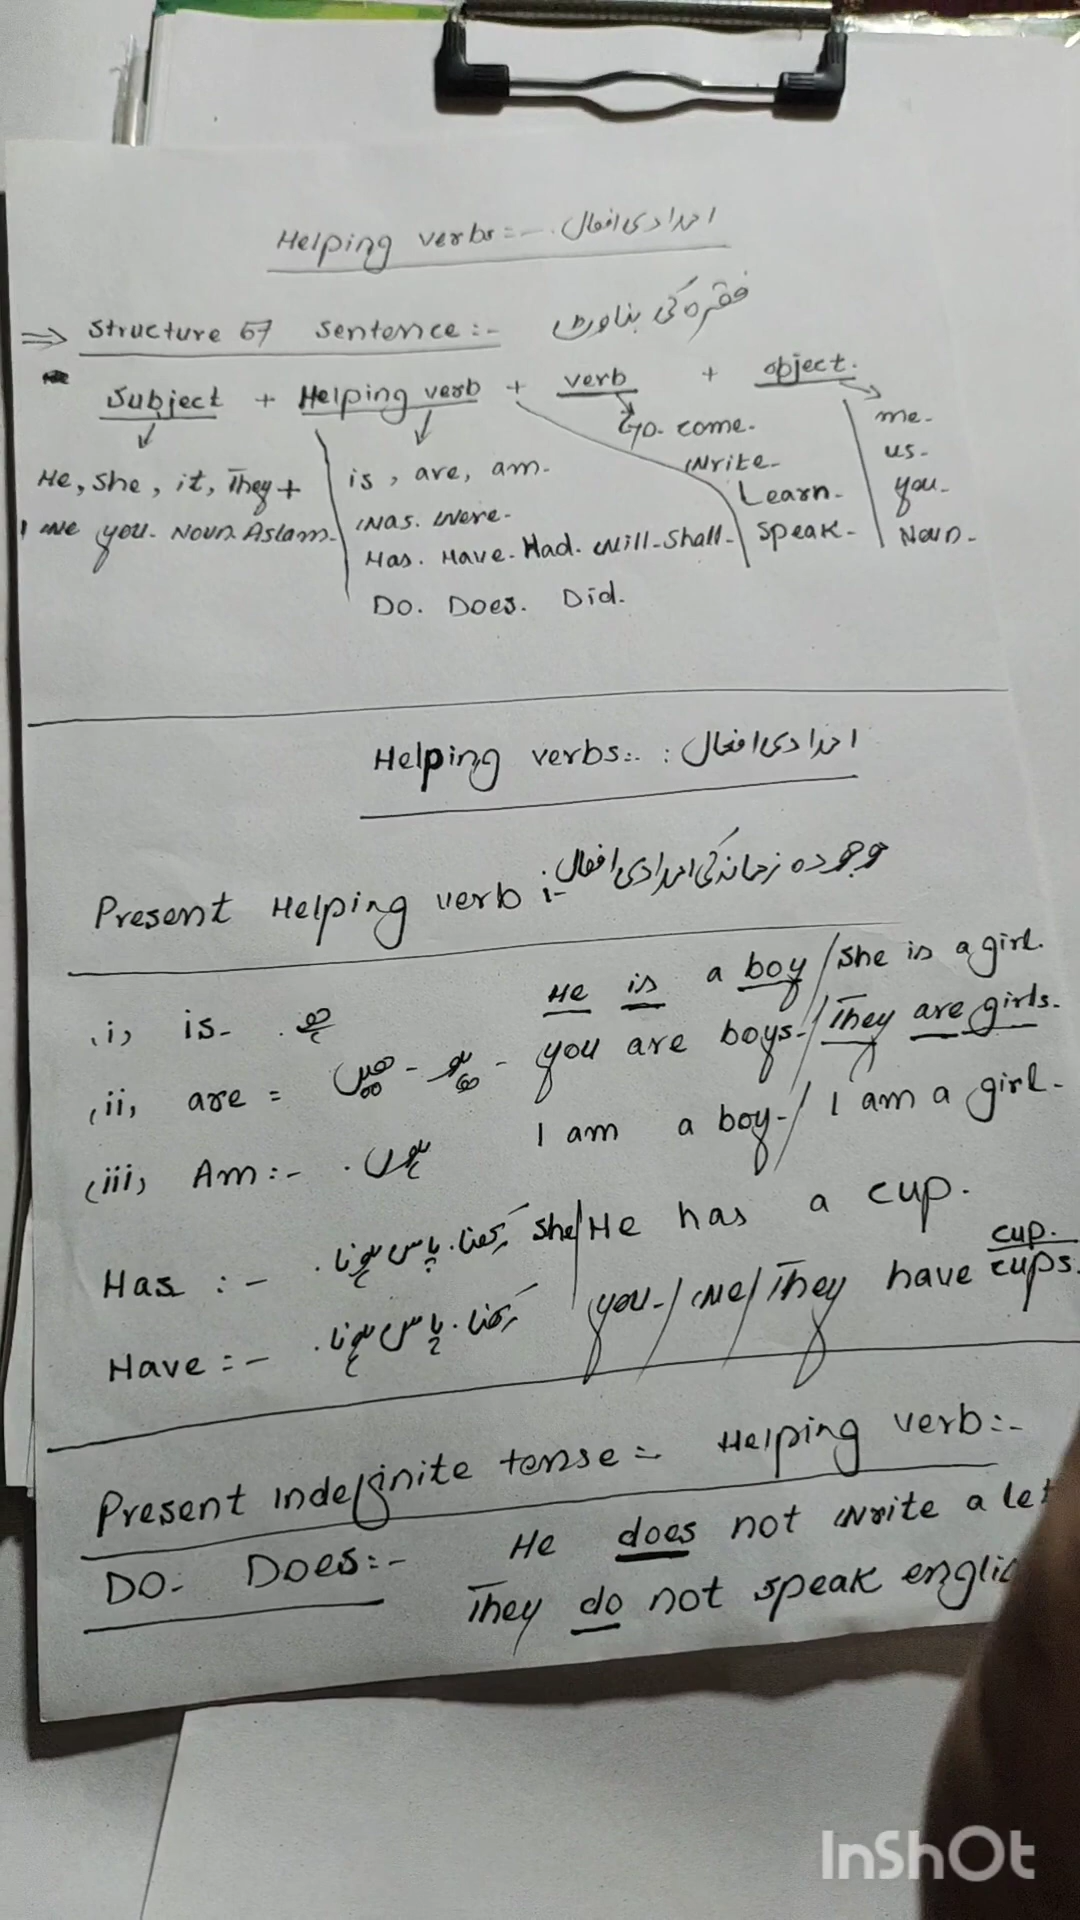 Helping verbs:-. امدادی افعال
⇒ Structure of Sentence:- فقرہ کی بناوٹ
Subject + Helping verb + verb + object.
He, She, it, They + is, are, am. Go. come. me.
I We you. Noun. Aslam. was. were. write. us.
Has. Have. Had. Will. Shall. Learn. you.
Do. Does. Did. Speak. Noun.
Helping verbs:. : امدادی افعال
Present Helping verb :- موجودہ زمانہ کی امدادی افعال
(i) is- ہے. He is a boy / She is a girl.
(ii) are = ہیں - ہو - you are boys- / They are girls.
(iii) Am:- ہوں. I am a boy- / I am a girl.
Has :- رکھنا. پاس ہونا. She/He has a cup.
Have :- رکھنا. پاس ہونا. you-/We/They have cup. cups.
Present indefinite tense:- Helping verb:-
DO. Does:- He does not write a let
They do not speak englis
InShOt